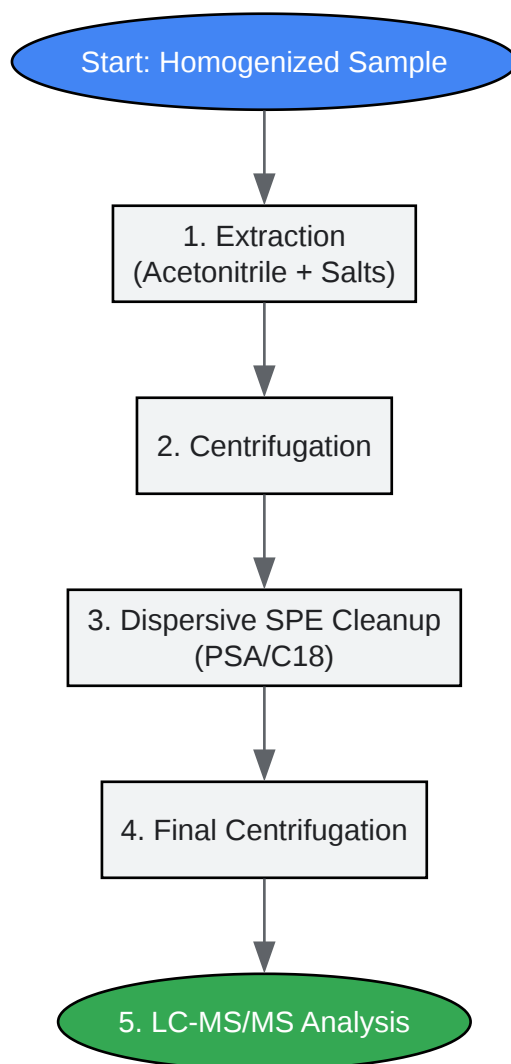 Start: Homogenized Sample
1. Extraction
(Acetonitrile + Salts)
2. Centrifugation
3. Dispersive SPE Cleanup
(PSA/C18)
4. Final Centrifugation
5. LC-MS/MS Analysis